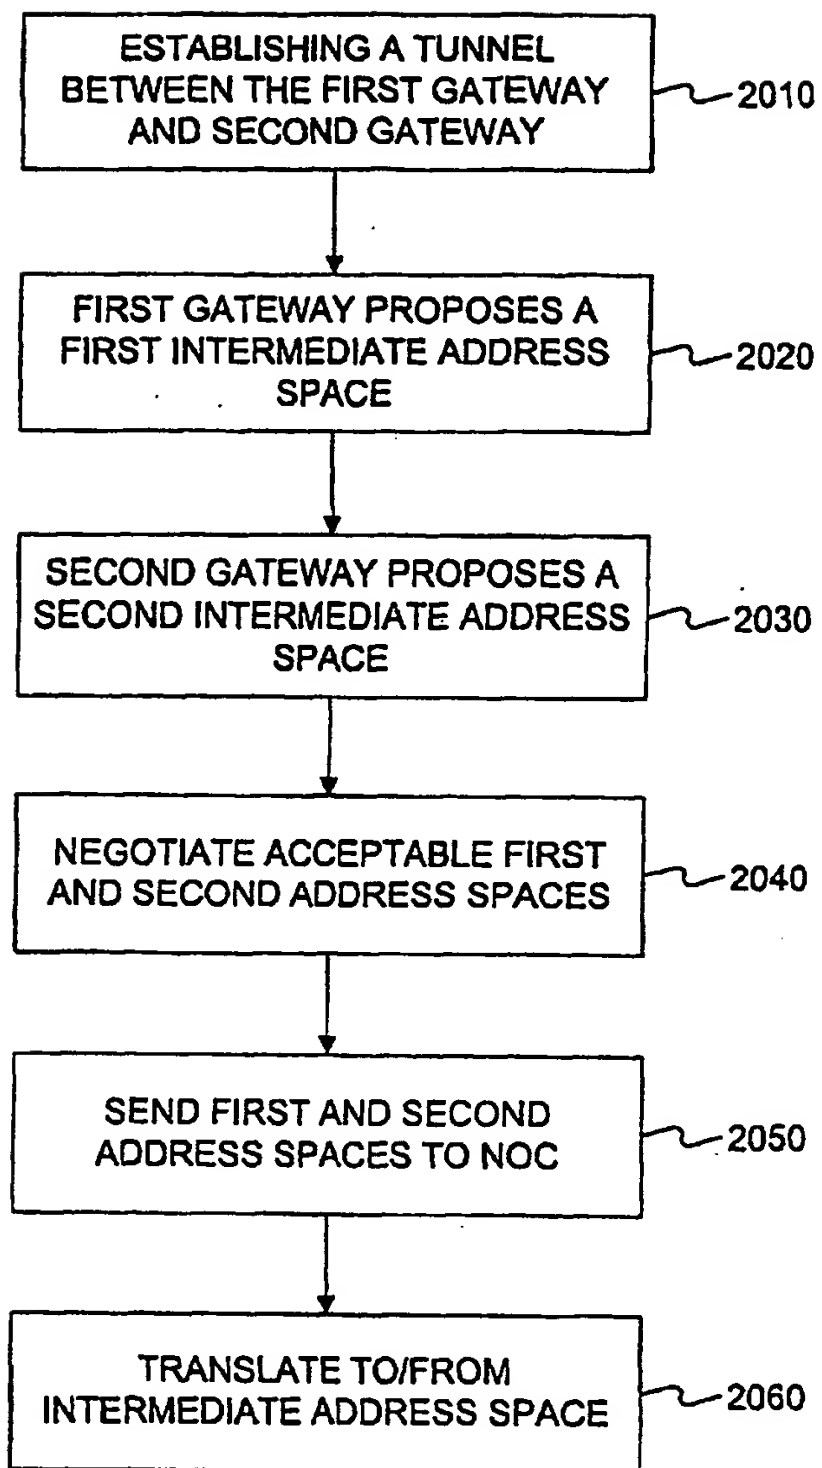 ESTABLISHING A TUNNEL
BETWEEN THE FIRST GATEWAY
AND SECOND GATEWAY
2010
FIRST GATEWAY PROPOSES A
FIRST INTERMEDIATE ADDRESS
SPACE
2020
SECOND GATEWAY PROPOSES A
SECOND INTERMEDIATE ADDRESS
SPACE
2030
NEGOTIATE ACCEPTABLE FIRST
AND SECOND ADDRESS SPACES
2040
SEND FIRST AND SECOND
ADDRESS SPACES TO NOC
2050
TRANSLATE TO/FROM
INTERMEDIATE ADDRESS SPACE
2060